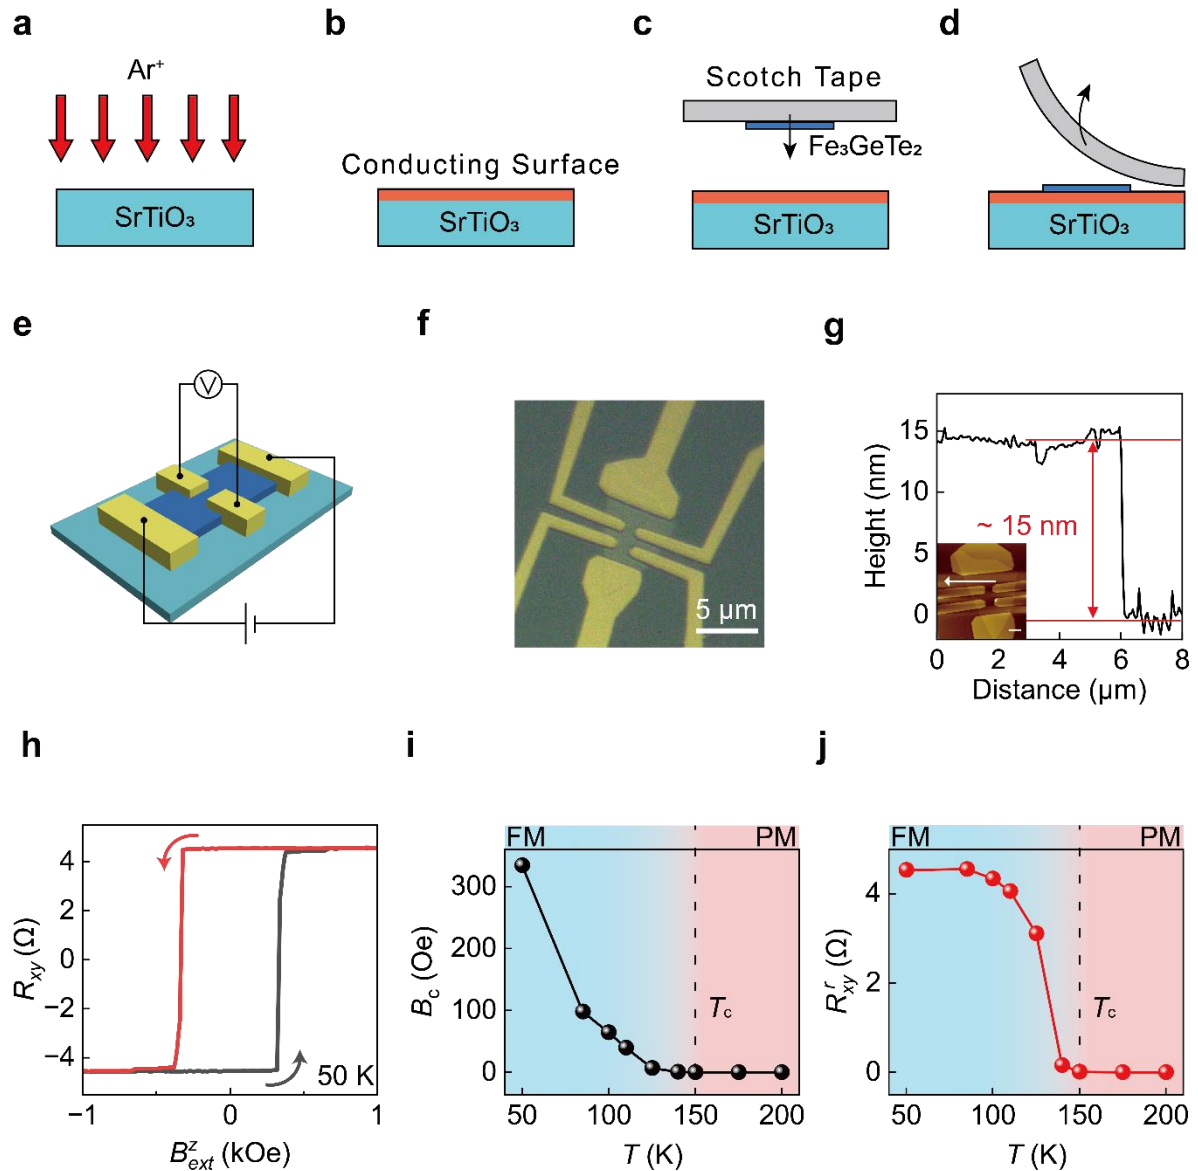 a
b
c
d
Ar⁺
SrTiO₃
Conducting Surface
SrTiO₃
Scotch Tape
Fe₃GeTe₂
SrTiO₃
SrTiO₃
e
f
g
V
5 μm
Height (nm)
15
10
5
0
~ 15 nm
0 2 4 6 8
Distance (μm)
h
i
j
R_xy (Ω)
4
2
0
−2
−4
50 K
−1 0 1
B^z_ext (kOe)
FM PM
B_c (Oe)
300
200
100
0
T_c
50 100 150 200
T (K)
FM PM
R^r_xy (Ω)
4
2
0
T_c
50 100 150 200
T (K)